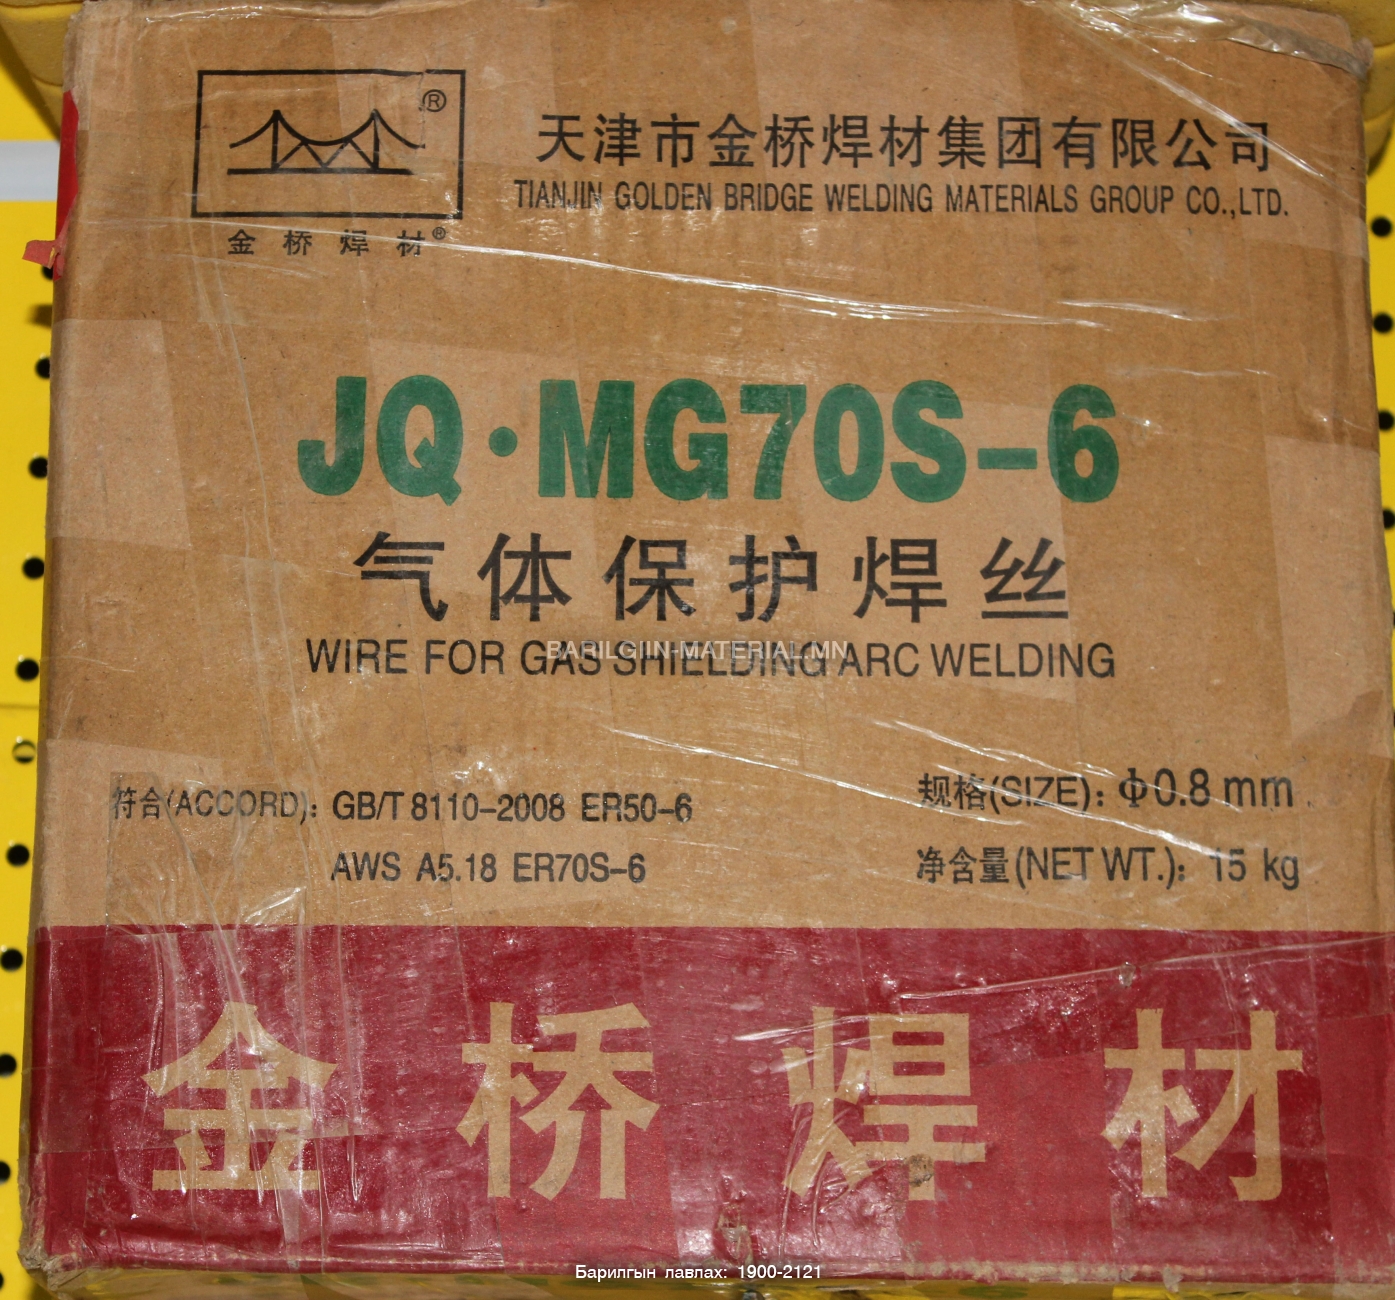 ®
天津市金桥焊材集团有限公司
TIANJIN GOLDEN BRIDGE WELDING MATERIALS GROUP CO.,LTD.
金桥焊材®
JQ·MG70S-6
气体保护焊丝
WIRE FOR GAS SHIELDING ARC WELDING
BARILGIIN-MATERIAL.MN
符合(ACCORD): GB/T 8110-2008 ER50-6
AWS A5.18 ER70S-6
规格(SIZE): Φ0.8 mm
净含量(NET WT.): 15 kg
金桥焊材
Барилгын лавлах: 1900-2121